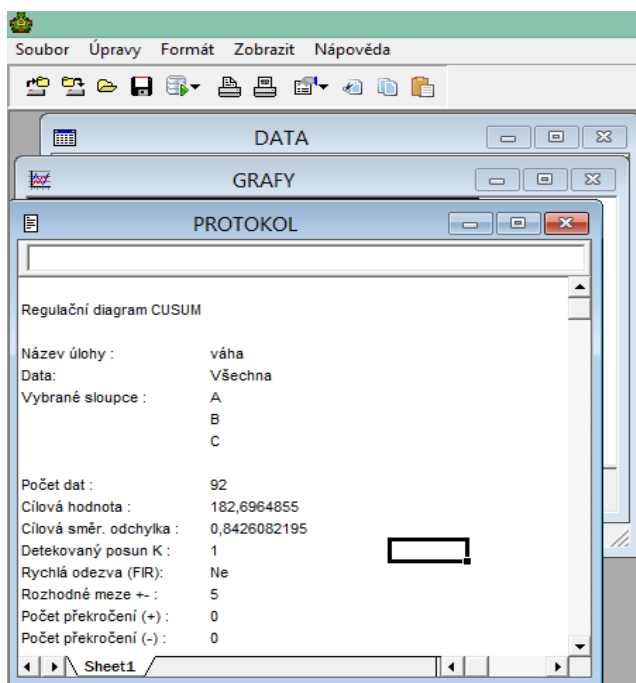 Soubor Úpravy Formát Zobrazit Nápověda
DATA
GRAFY
PROTOKOL
Regulační diagram CUSUM
Název úlohy : váha
Data: Všechna
Vybrané sloupce : A
B
C
Počet dat : 92
Cílová hodnota : 182,6964855
Cílová směr. odchylka : 0,8426082195
Detekovaný posun K : 1
Rychlá odezva (FIR): Ne
Rozhodné meze +- : 5
Počet překročení (+) : 0
Počet překročení (-) : 0
Sheet1